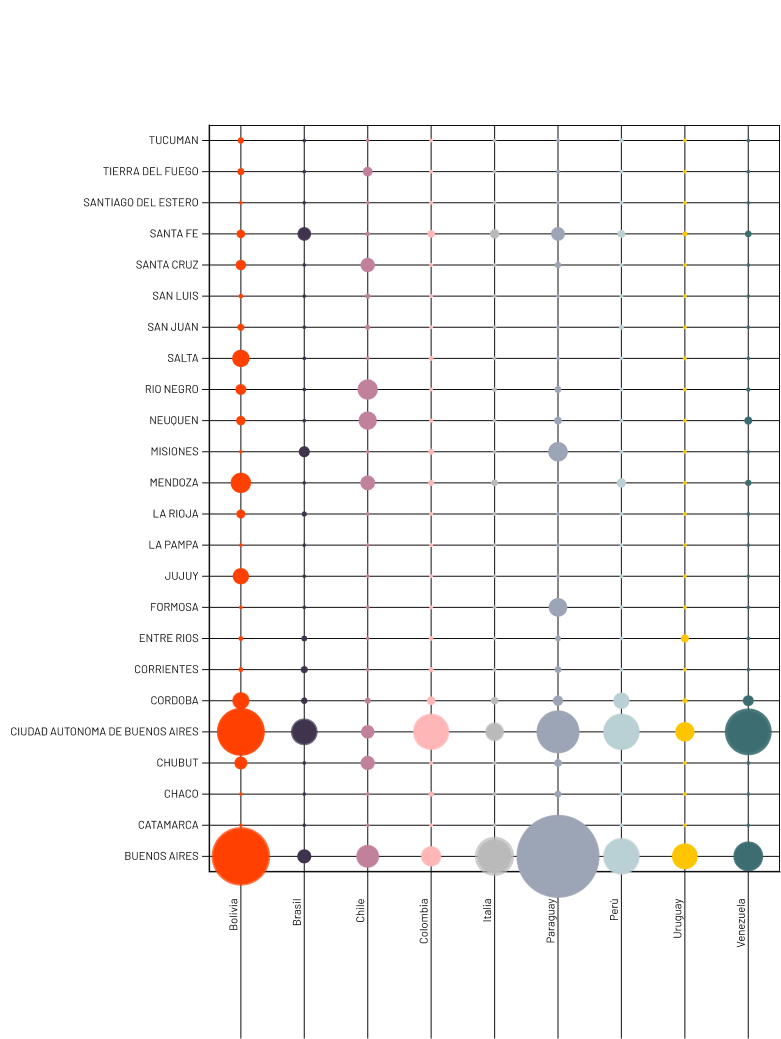 TUCUMAN
TIERRA DEL FUEGO
SANTIAGO DEL ESTERO
SANTA FE
SANTA CRUZ
SAN LUIS
SAN JUAN
SALTA
RIO NEGRO
NEUQUEN
MISIONES
MENDOZA
LA RIOJA
LA PAMPA
JUJUY
FORMOSA
ENTRE RIOS
CORRIENTES
CORDOBA
CIUDAD AUTONOMA DE BUENOS AIRES
CHUBUT
CHACO
CATAMARCA
BUENOS AIRES
Bolivia
Brasil
Chile
Colombia
Italia
Paraguay
Perú
Uruguay
Venezuela